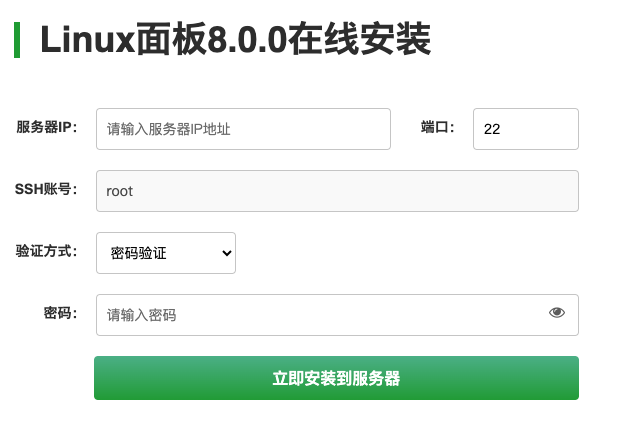 Linux面板8.0.0在线安装
服务器IP： 请输入服务器IP地址 端口： 22
SSH账号： root
验证方式： 密码验证
密码： 请输入密码
立即安装到服务器